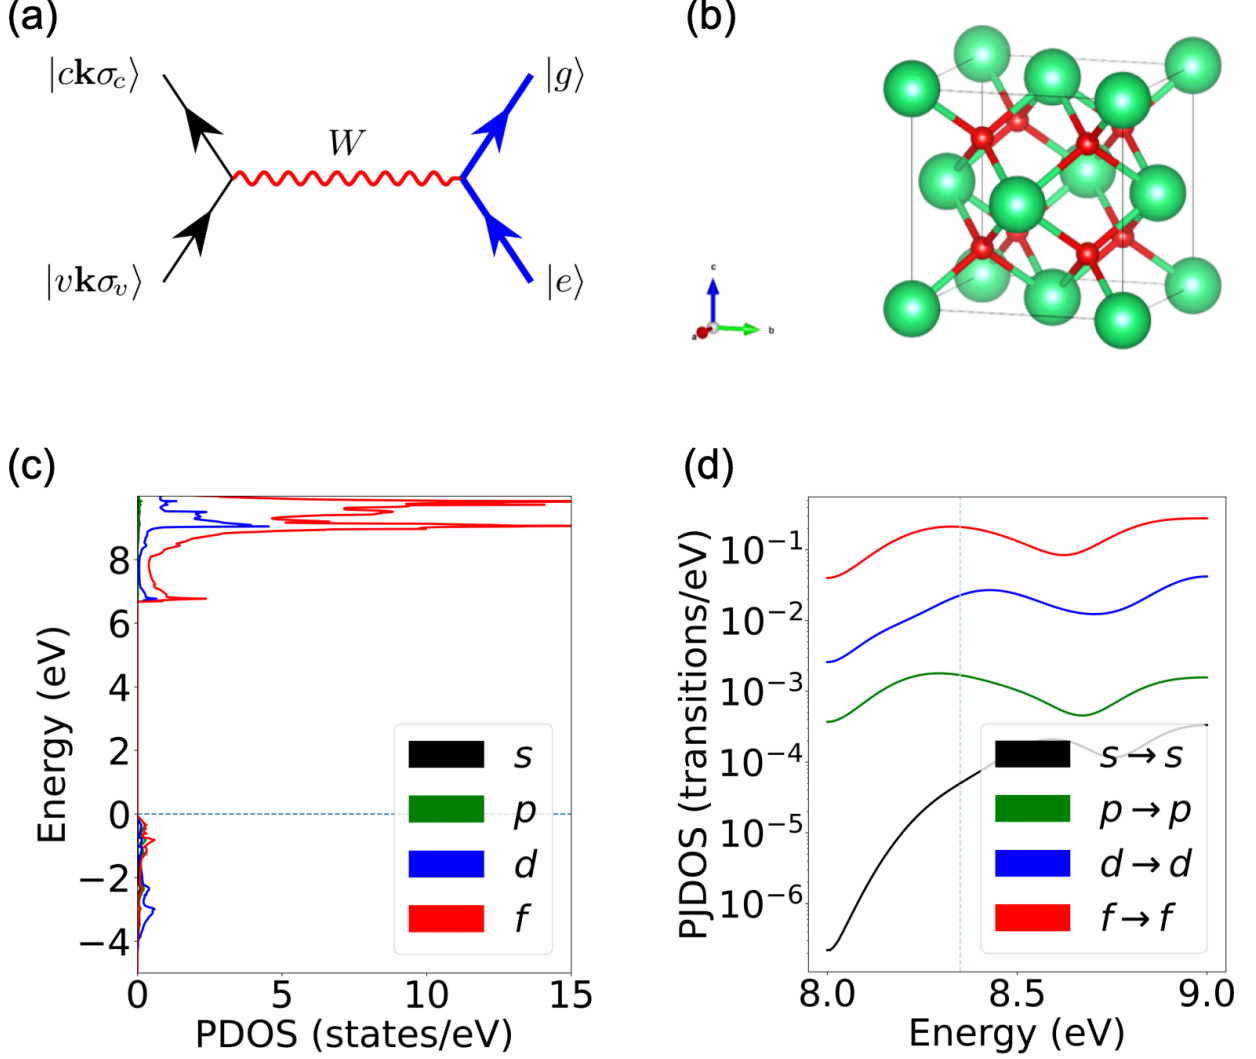 (a)
|ckσc⟩
|g⟩
W
|vkσv⟩
|e⟩
(b)
c
a
b
(c)
8
6
4
2
0
−2
−4
Energy (eV)
s
p
d
f
0
5
10
15
PDOS (states/eV)
(d)
10−1
10−2
10−3
10−4
10−5
10−6
PJDOS (transitions/eV)
s → s
p → p
d → d
f → f
8.0
8.5
9.0
Energy (eV)